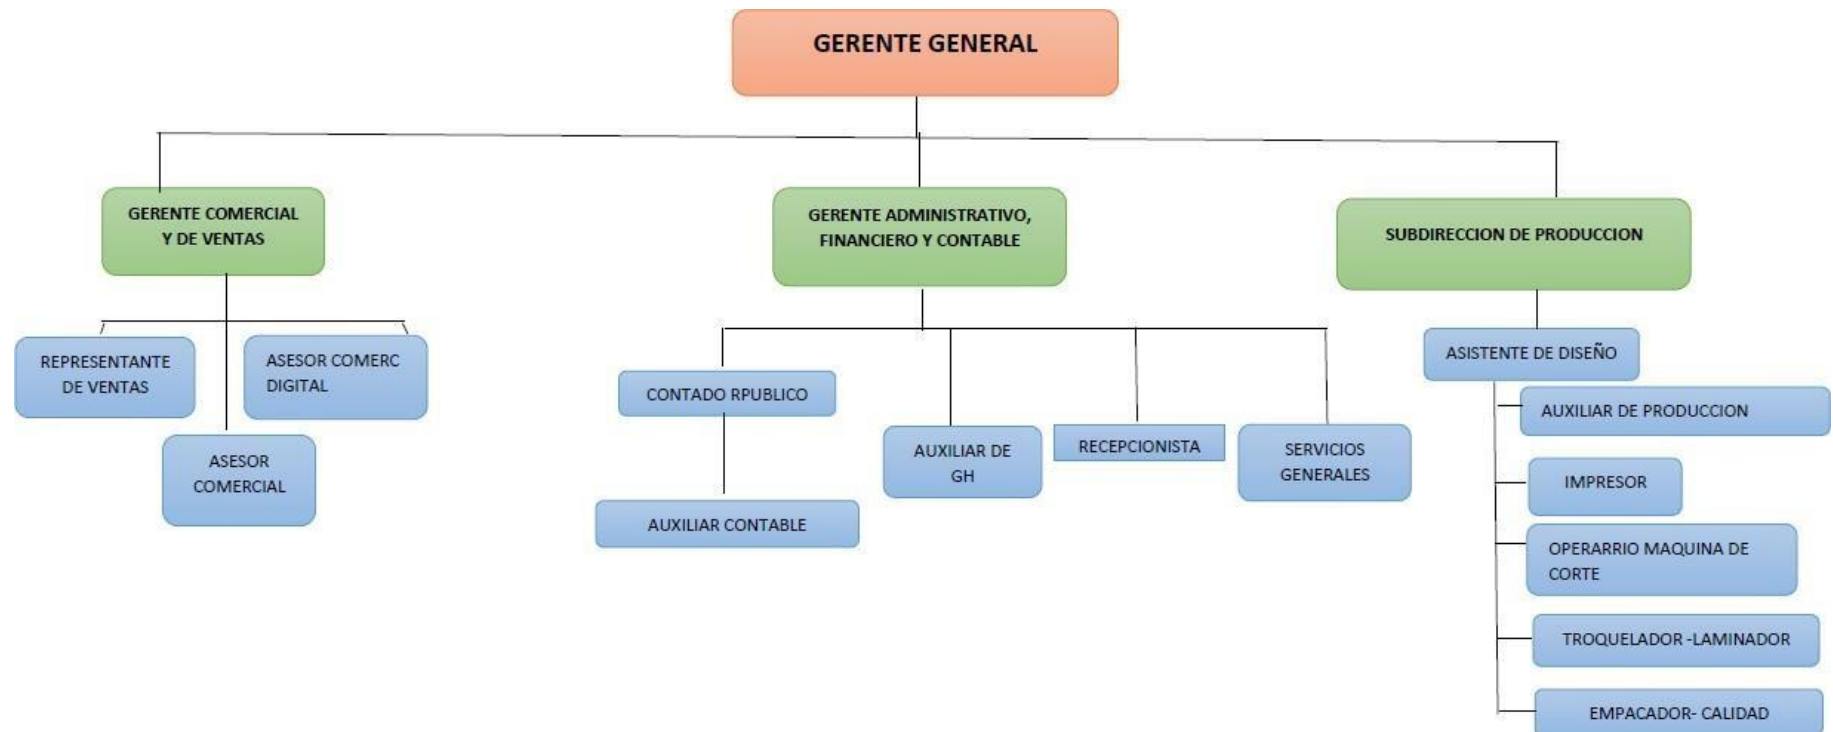 GERENTE GENERAL
GERENTE COMERCIAL
Y DE VENTAS
GERENTE ADMINISTRATIVO,
FINANCIERO Y CONTABLE
SUBDIRECCION DE PRODUCCION
REPRESENTANTE
DE VENTAS
ASESOR COMERC
DIGITAL
ASESOR
COMERCIAL
CONTADO RPUBLICO
AUXILIAR CONTABLE
AUXILIAR DE
GH
RECEPCIONISTA
SERVICIOS
GENERALES
ASISTENTE DE DISEÑO
AUXILIAR DE PRODUCCION
IMPRESOR
OPERARRIO MAQUINA DE
CORTE
TROQUELADOR -LAMINADOR
EMPACADOR- CALIDAD